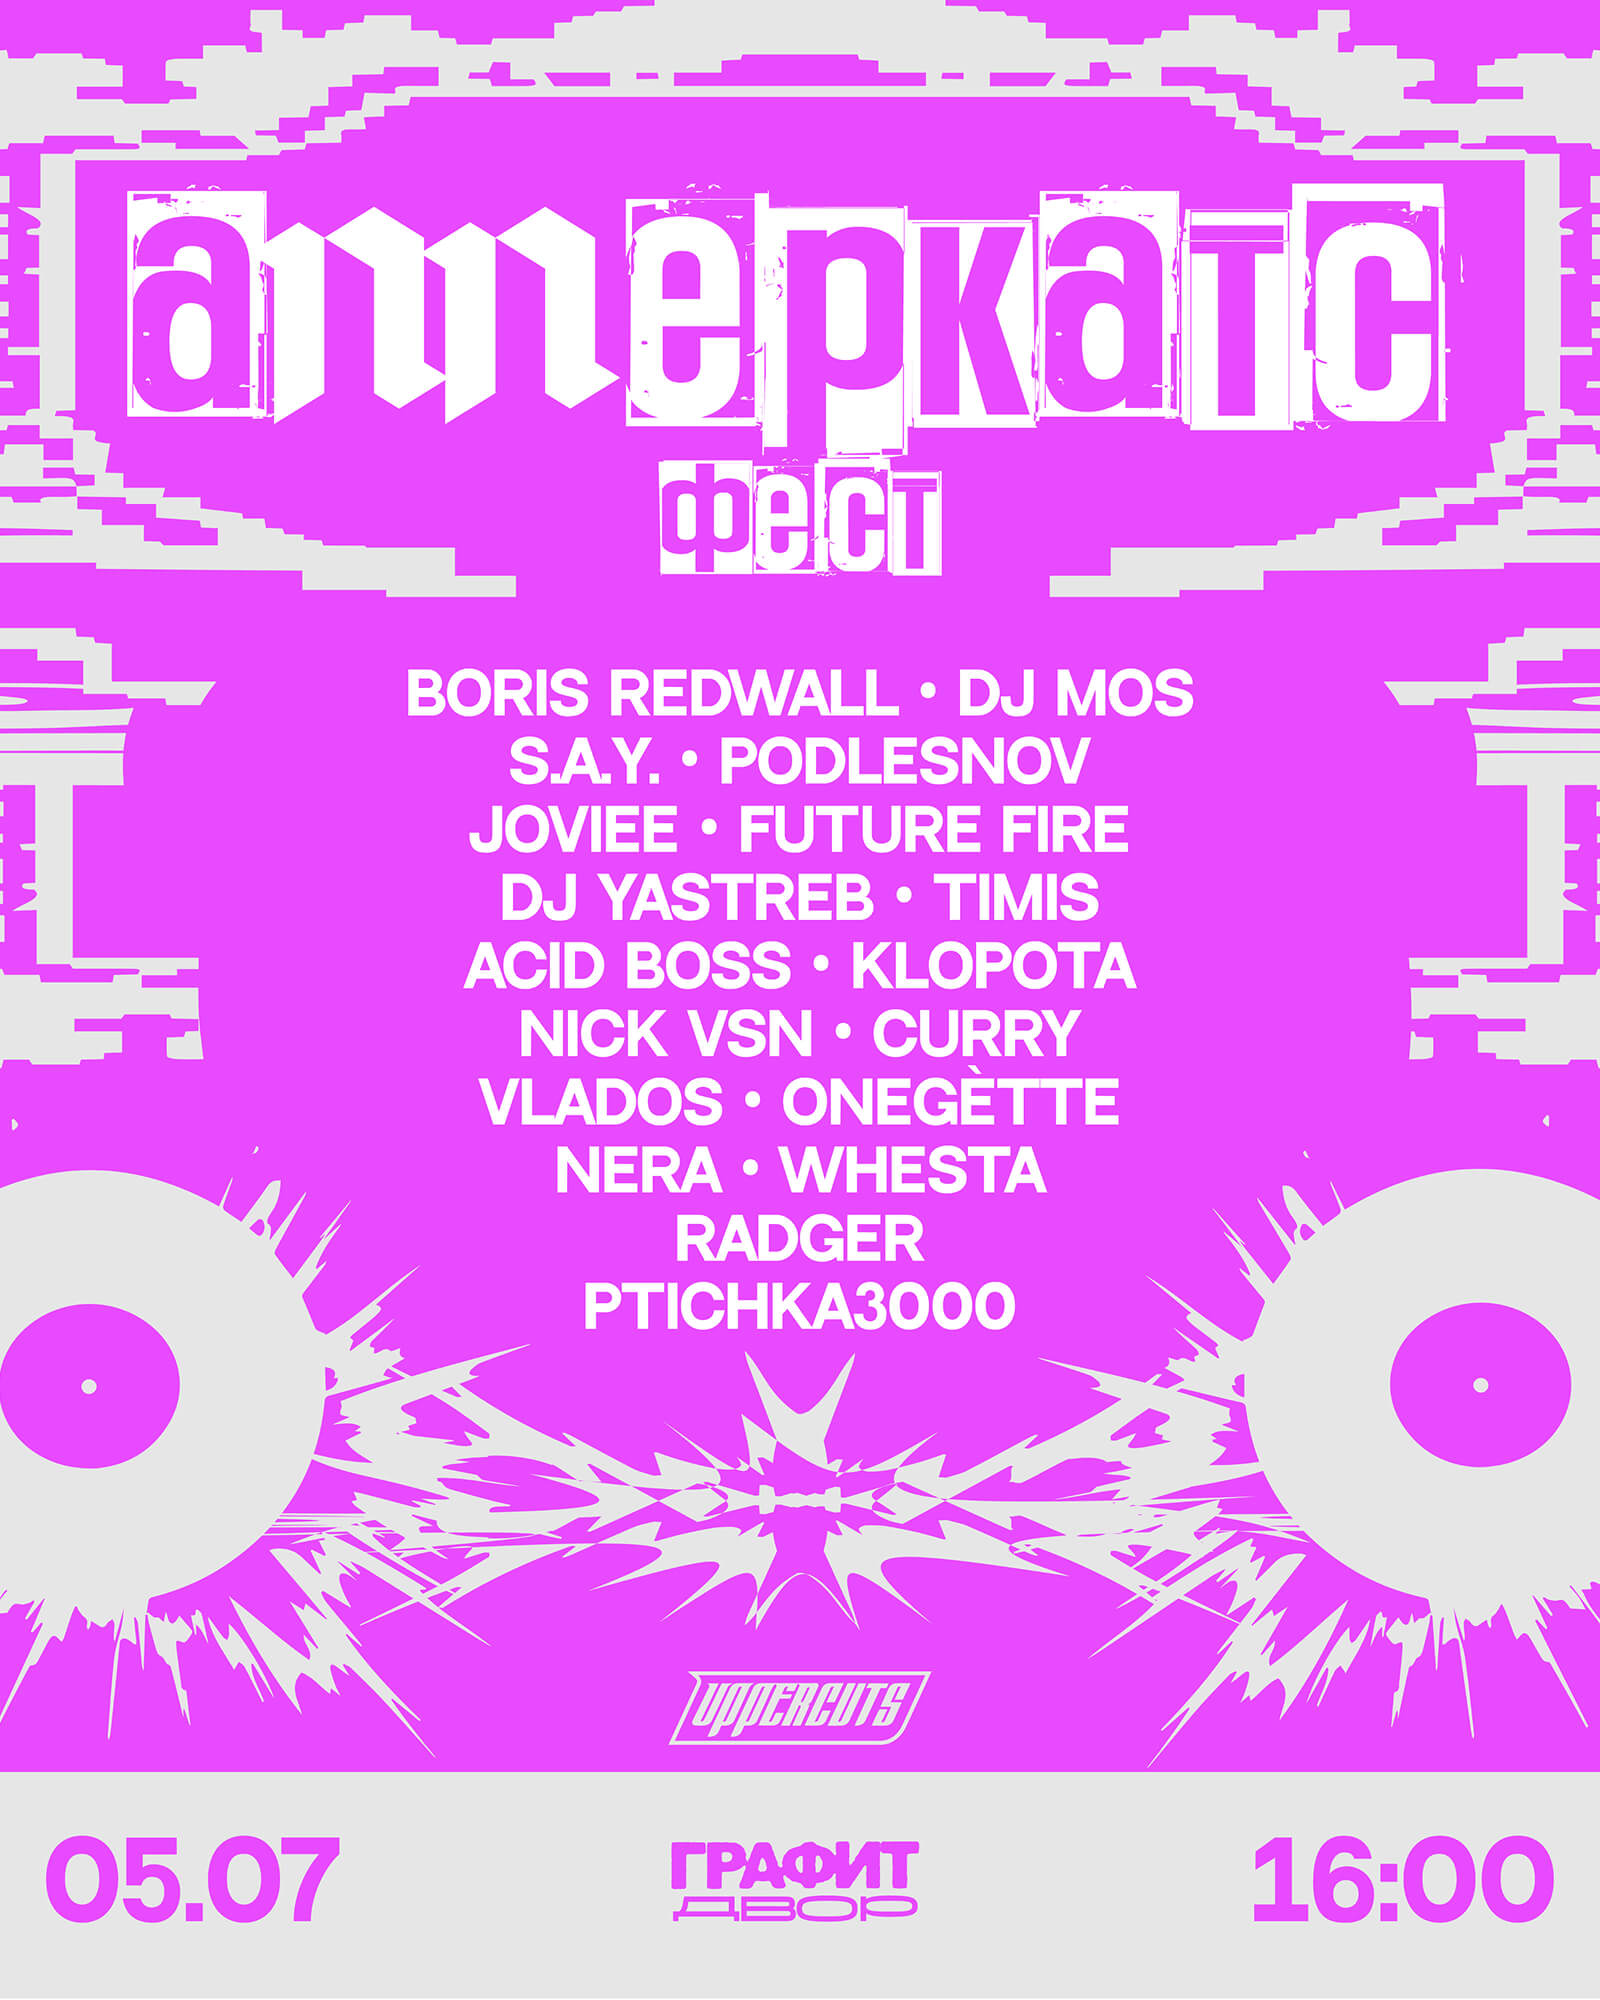 апперкатс
фест
BORIS REDWALL • DJ MOS
S.A.Y. • PODLESNOV
JOVIEE • FUTURE FIRE
DJ YASTREB • TIMIS
ACID BOSS • KLOPOTA
NICK VSN • CURRY
VLADOS • ONEGÈTTE
NERA • WHESTA
RADGER
PTICHKA3000
UPPERCUTS
05.07
ГРАФИТ
ДВОР
16:00